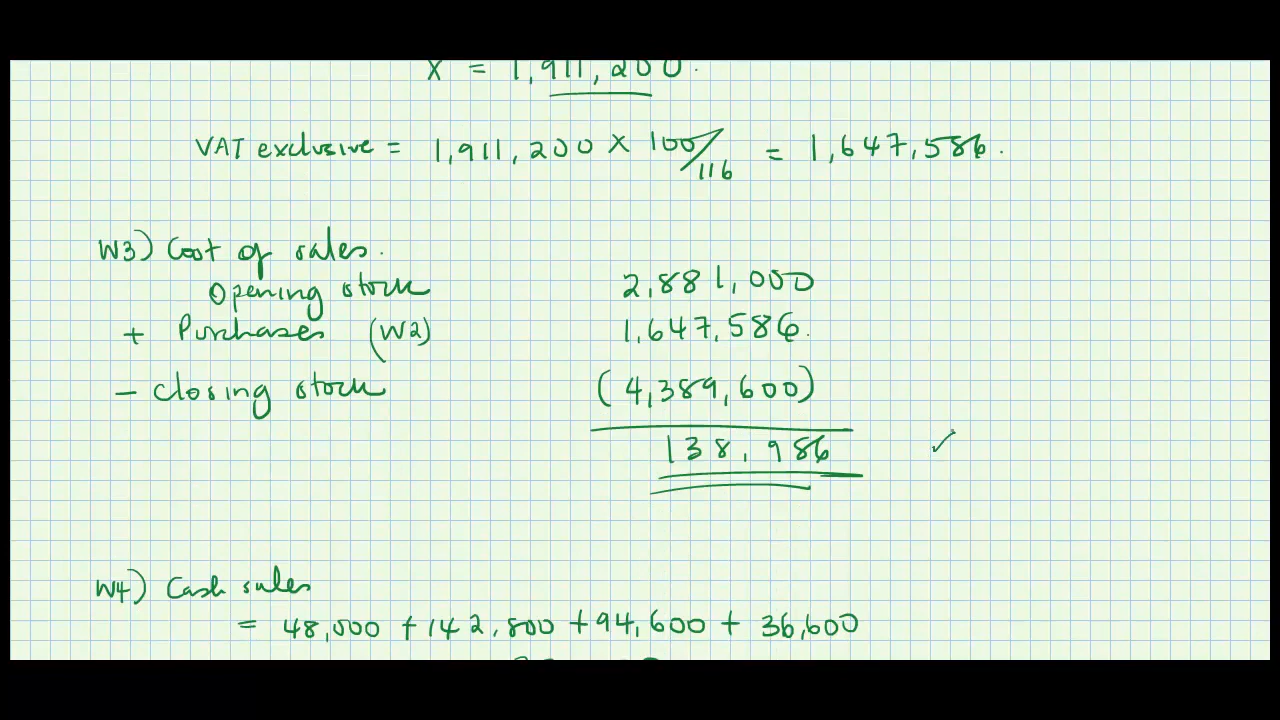 X = 1,911,200.
VAT exclusive = 1,911,200 X 100/116 = 1,647,586.
W3) Cost of sales.
Opening stock 2,881,000
+ Purchases (W2) 1,647,586.
- Closing stock (4,389,600)
138,986 ✓
W4) Cash sales
= 48,000 + 142,800 + 94,600 + 36,600